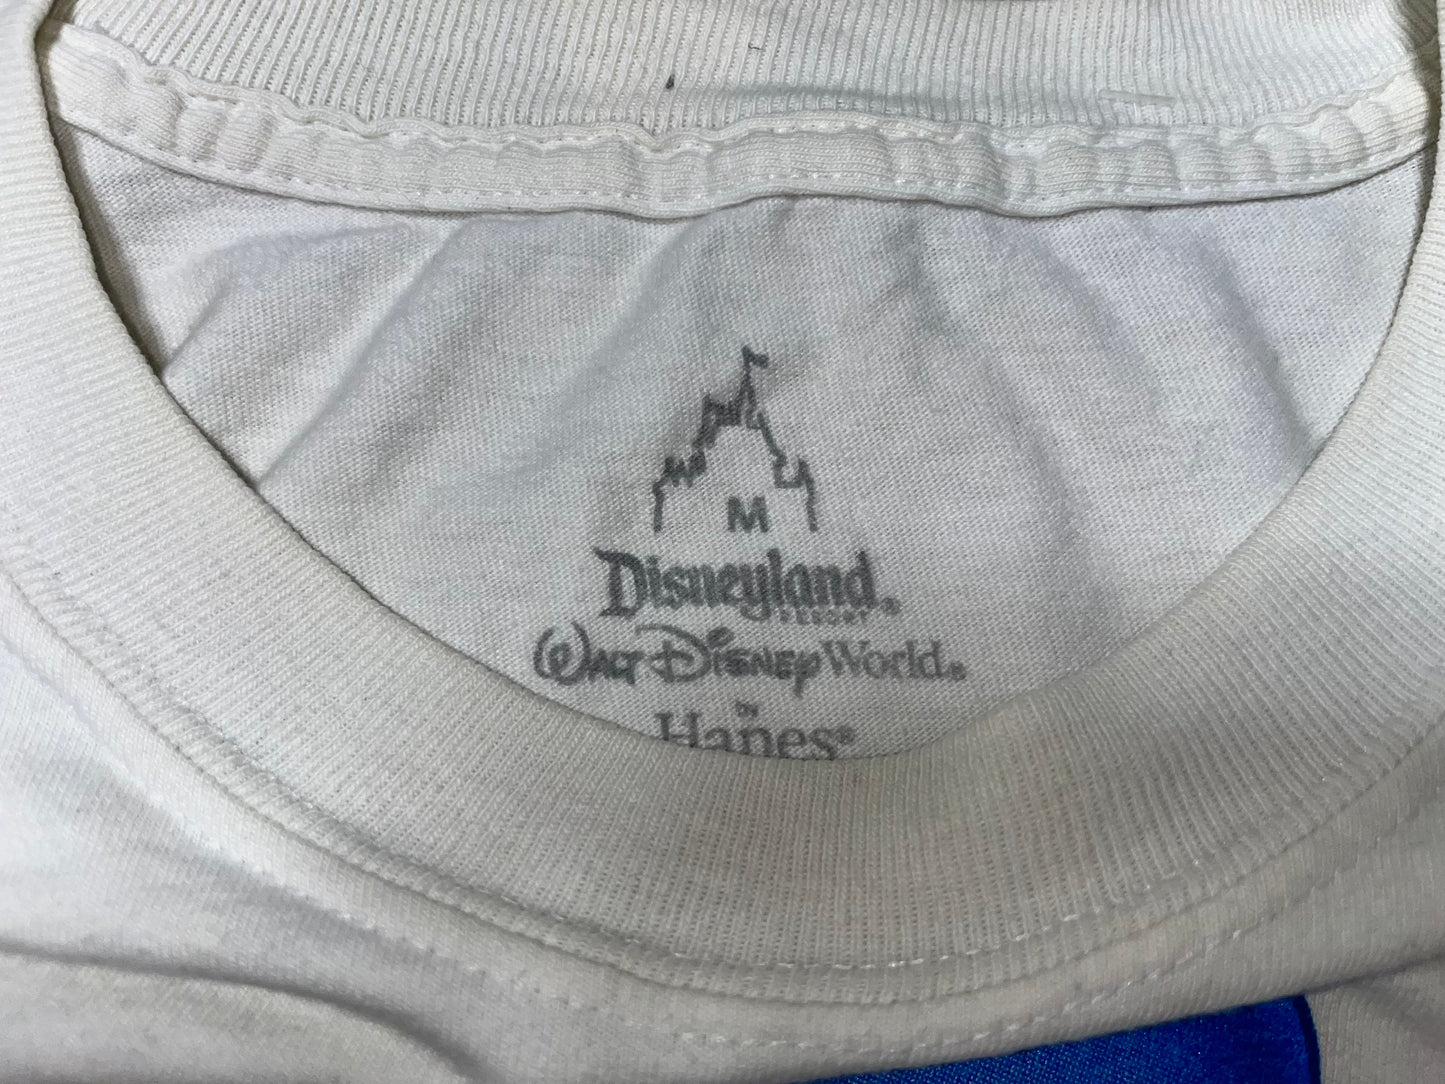 M
Disneyland®
RESORT
Walt Disney World®
BY
Hanes®